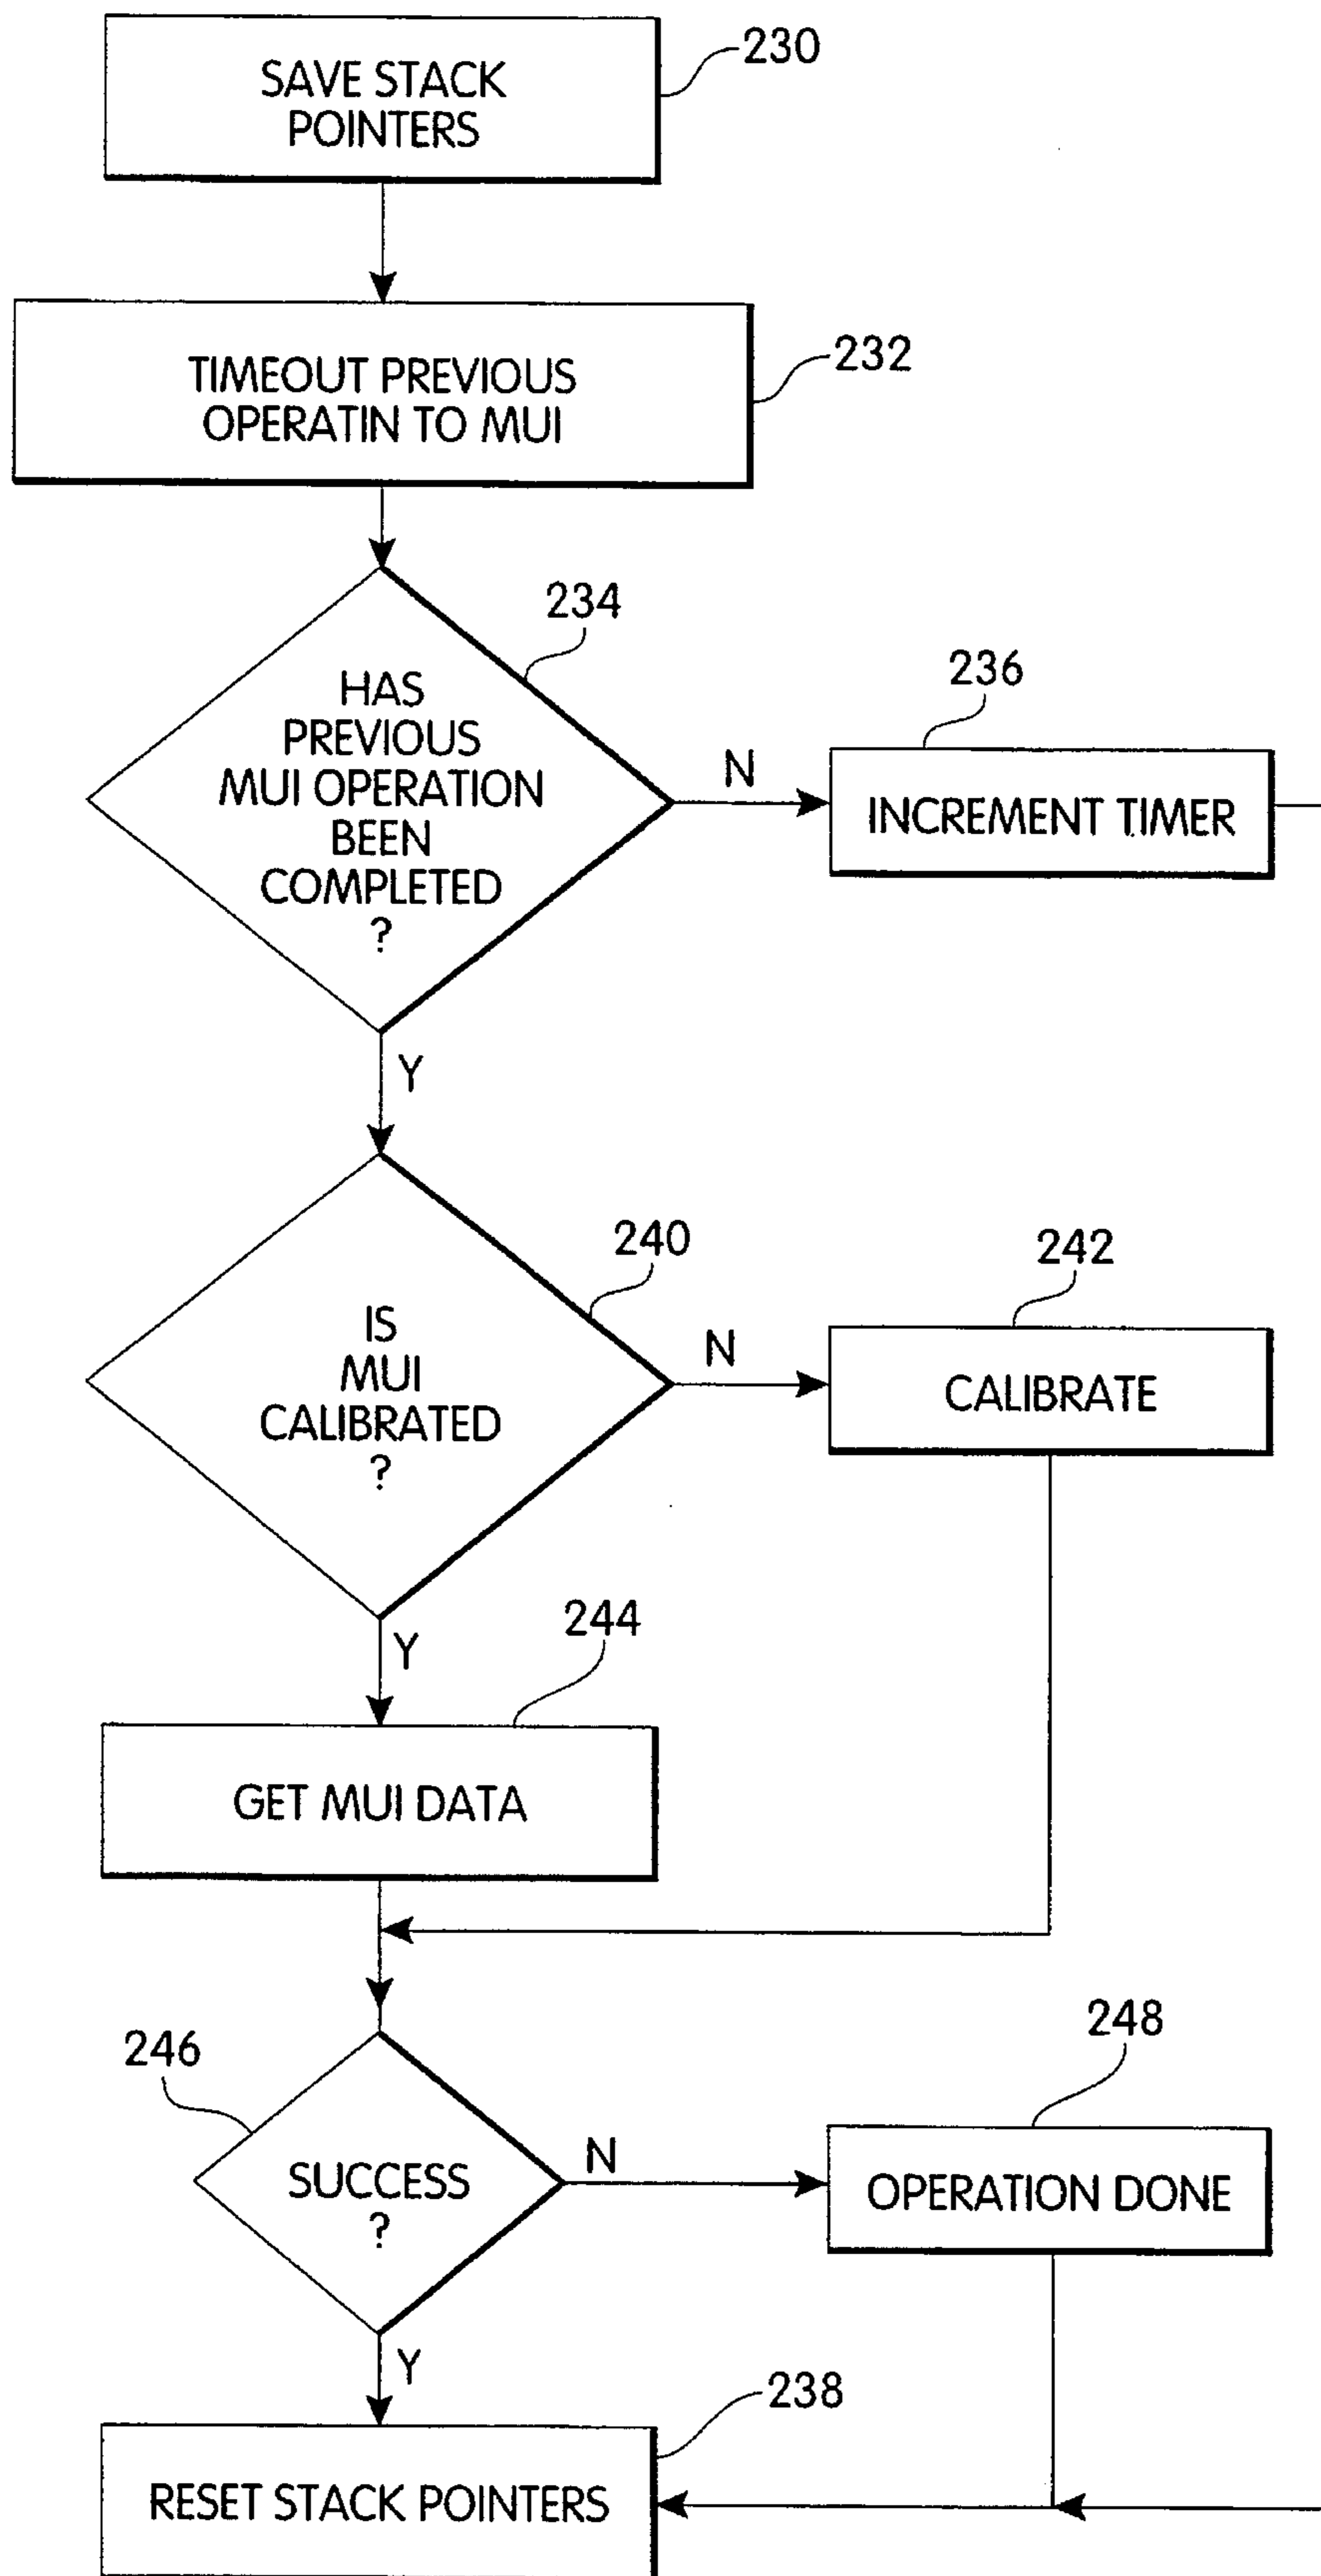 230
SAVE STACK
POINTERS
232
TIMEOUT PREVIOUS
OPERATIN TO MUI
234
HAS
PREVIOUS
MUI OPERATION
BEEN
COMPLETED
?
N
236
INCREMENT TIMER
Y
240
IS
MUI
CALIBRATED
?
N
242
CALIBRATE
Y
244
GET MUI DATA
246
SUCCESS
?
N
248
OPERATION DONE
Y
238
RESET STACK POINTERS